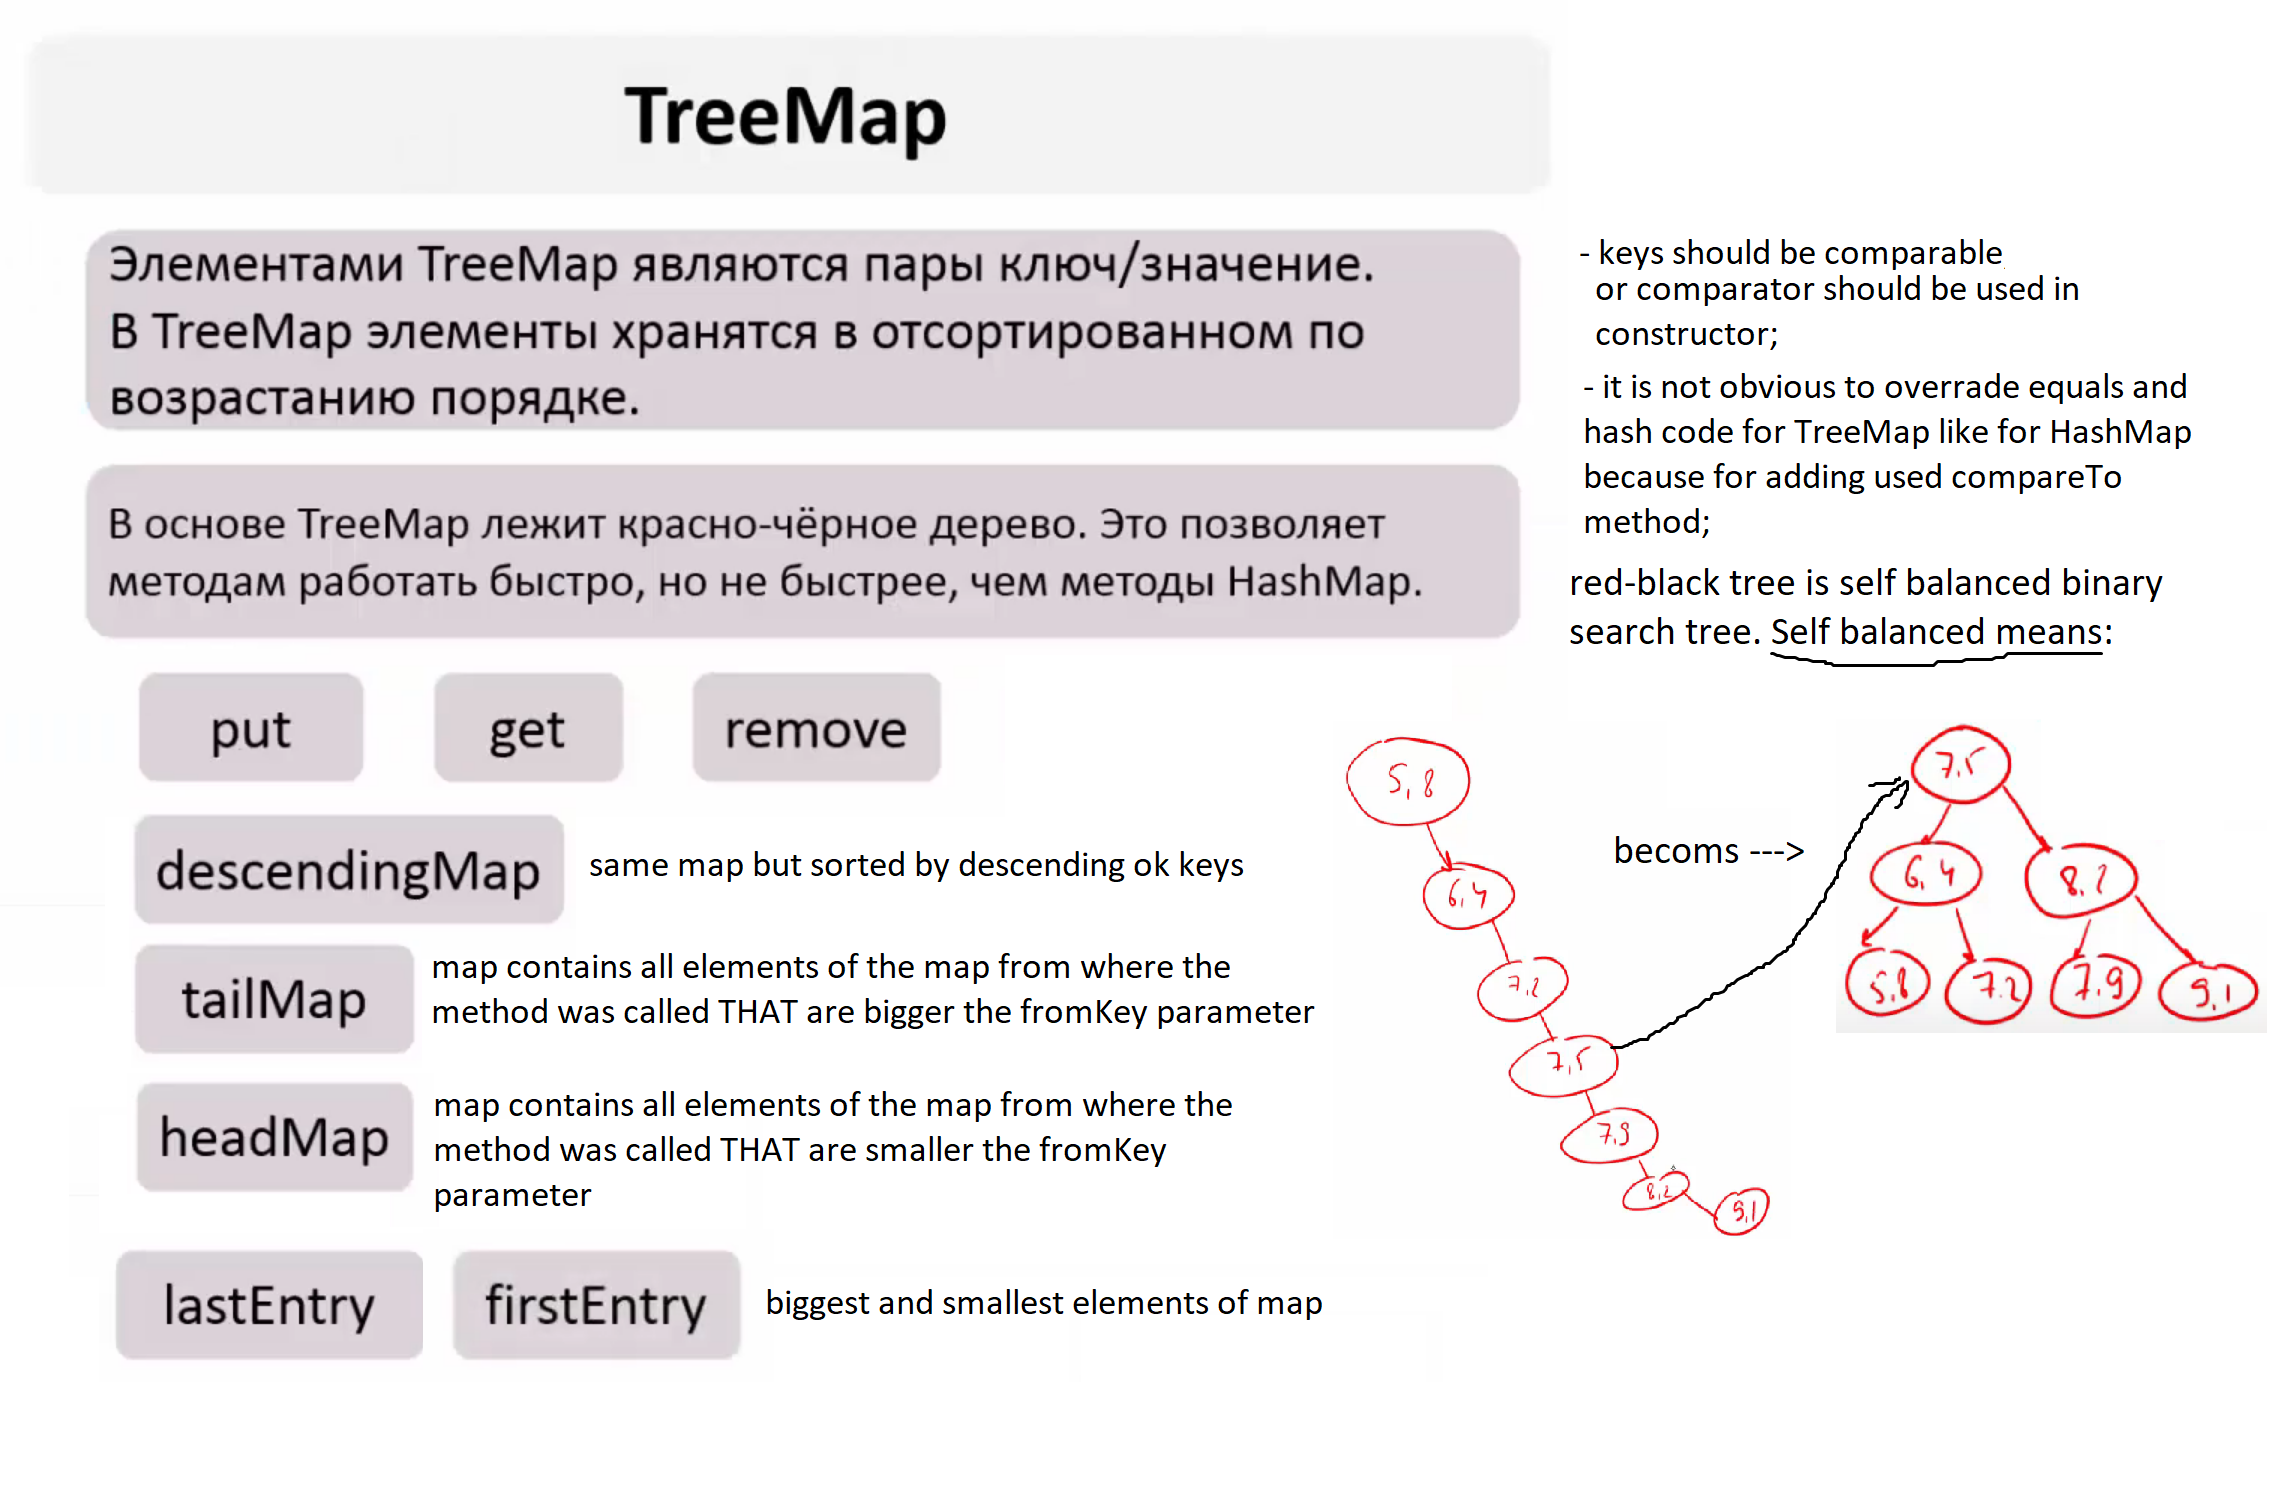 TreeMap
Элементами TreeMap являются пары ключ/значение.
В TreeMap элементы хранятся в отсортированном по
возрастанию порядке.
- keys should be comparable
or comparator should be used in
constructor;
- it is not obvious to overrade equals and
hash code for TreeMap like for HashMap
because for adding used compareTo
method;
В основе TreeMap лежит красно-чёрное дерево. Это позволяет
методам работать быстро, но не быстрее, чем методы HashMap.
red-black tree is self balanced binary
search tree. Self balanced means:
put
get
remove
descendingMap
same map but sorted by descending ok keys
tailMap
map contains all elements of the map from where the
method was called THAT are bigger the fromKey parameter
headMap
map contains all elements of the map from where the
method was called THAT are smaller the fromKey
parameter
lastEntry
firstEntry
biggest and smallest elements of map
5,8
6,4
7,2
7,5
7,9
8,2
9,1
becoms --->
7,5
6,4
8,2
5,8
7.2
7.9
9,1